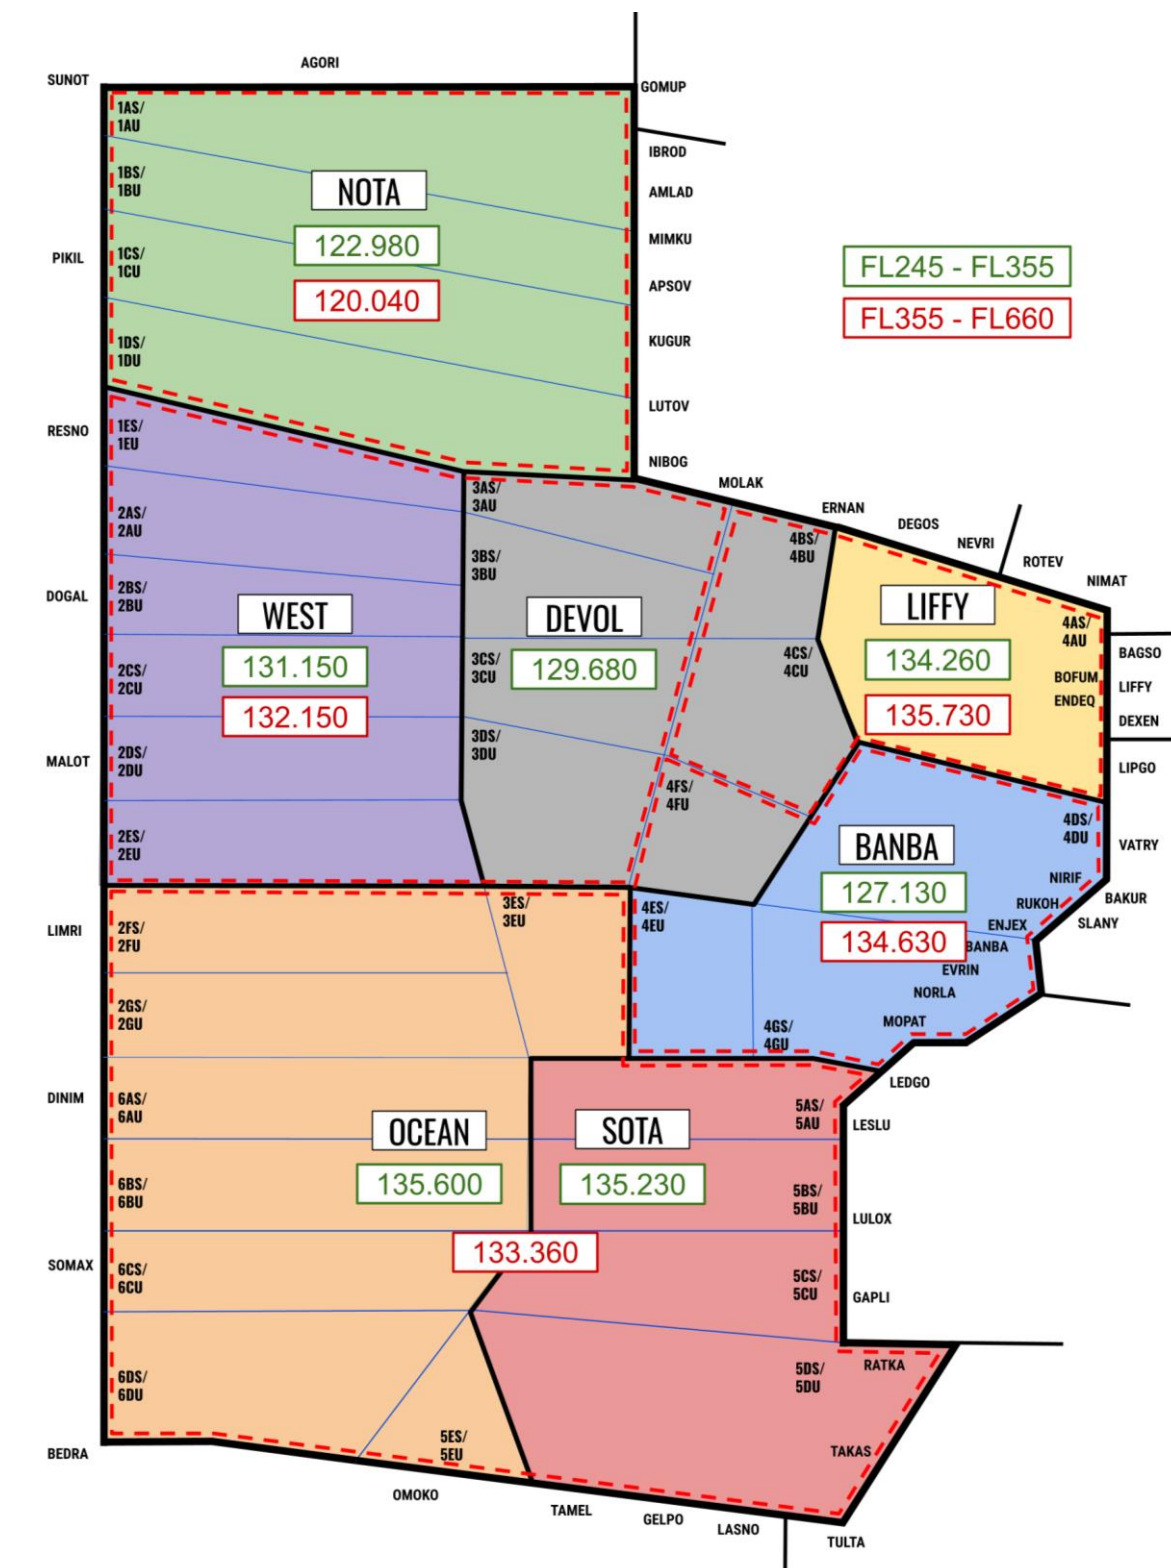 AGORI
SUNOT
GOMUP
1AS/
1AU
IBROD
1BS/
1BU
NOTA
AMLAD
122.980
MIMKU
PIKIL
1CS/
1CU
FL245 - FL355
120.040
APSOV
FL355 - FL660
1DS/
1DU
KUGUR
LUTOV
RESNO
1ES/
1EU
NIBOG
3AS/
3AU
MOLAK
ERNAN
DEGOS
NEVRI
ROTEV
NIMAT
2AS/
2AU
4BS/
4BU
3BS/
3BU
DOGAL
2BS/
2BU
WEST
DEVOL
LIFFY
4AS/
4AU
131.150
129.680
134.260
BAGSO
2CS/
2CU
3CS/
3CU
4CS/
4CU
BOFUM
LIFFY
ENDEQ
132.150
135.730
DEXEN
MALOT
2DS/
2DU
3DS/
3DU
LIPGO
4FS/
4FU
2ES/
2EU
BANBA
4DS/
4DU
VATRY
127.130
NIRIF
RUKOH
BAKUR
3ES/
3EU
4ES/
4EU
ENJEX
SLANY
LIMRI
2FS/
2FU
134.630
BANBA
EVRIN
NORLA
2GS/
2GU
4GS/
4GU
MOPAT
LEDGO
DINIM
6AS/
6AU
OCEAN
SOTA
5AS/
5AU
LESLU
135.600
135.230
6BS/
6BU
5BS/
5BU
LULOX
133.360
SOMAX
6CS/
6CU
5CS/
5CU
GAPLI
6DS/
6DU
5DS/
5DU
RATKA
BEDRA
5ES/
5EU
TAKAS
OMOKO
TAMEL
GELPO
LASNO
TULTA